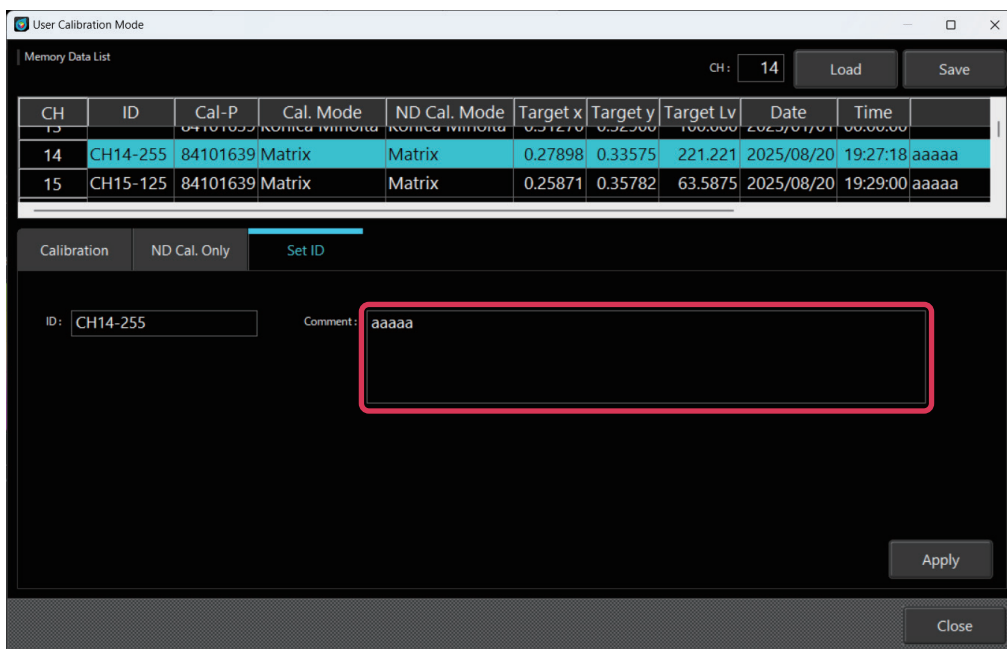 User Calibration Mode
Memory Data List
CH : 14 Load Save
CH ID Cal-P Cal. Mode ND Cal. Mode Target x Target y Target Lv Date Time
14 CH14-255 84101639 Matrix Matrix 0.27898 0.33575 221.221 2025/08/20 19:27:18 aaaaa
15 CH15-125 84101639 Matrix Matrix 0.25871 0.35782 63.5875 2025/08/20 19:29:00 aaaaa
Calibration ND Cal. Only Set ID
ID : CH14-255 Comment : aaaaa
Apply
Close